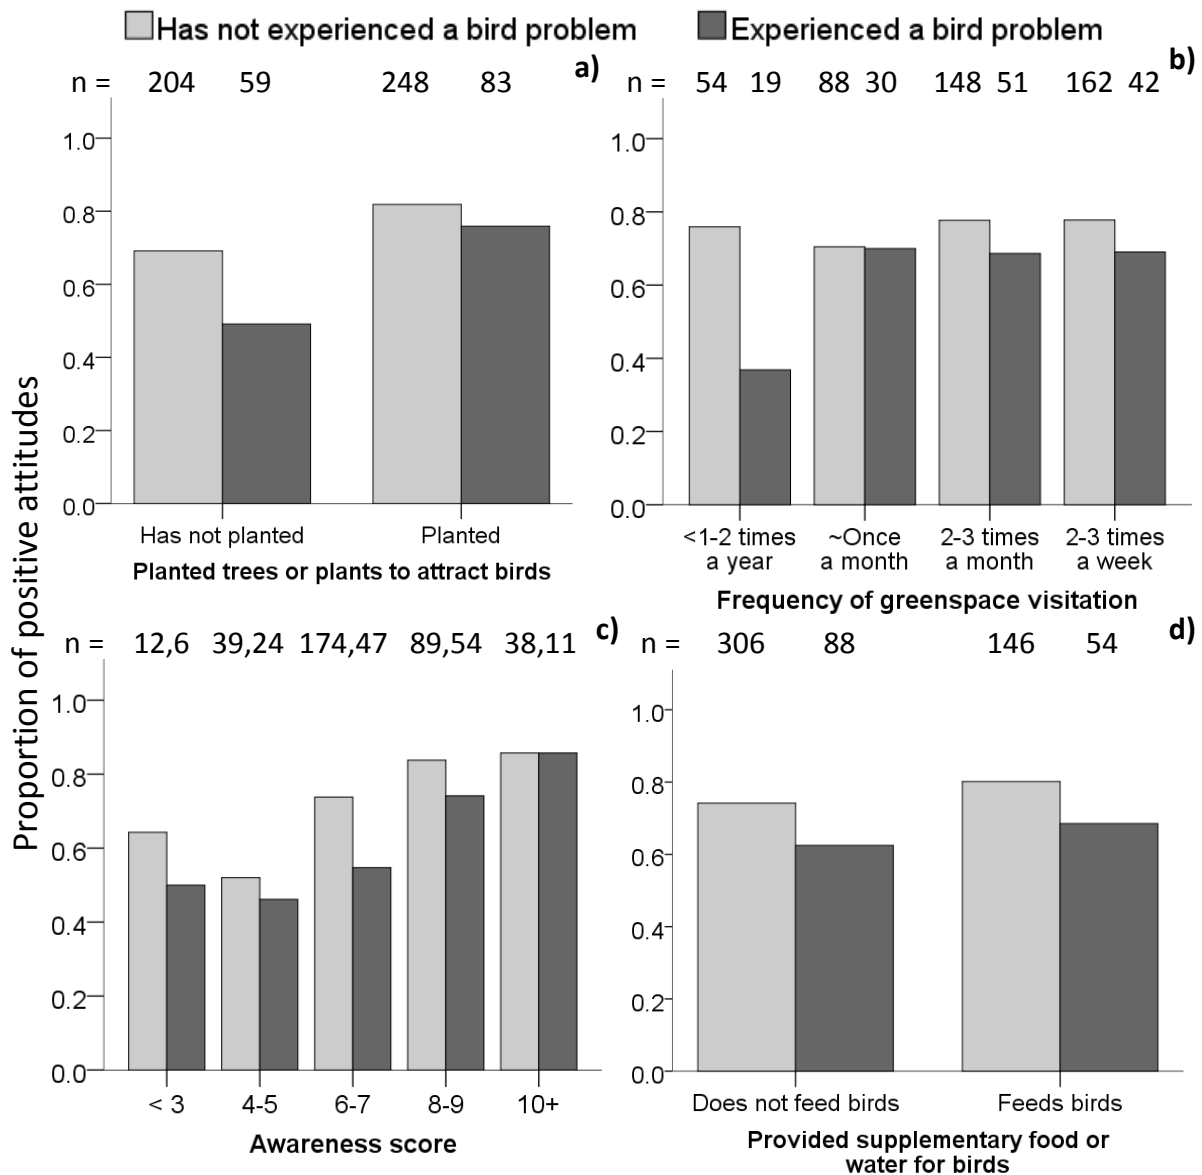 Has not experienced a bird problem Experienced a bird problem
n = 204 59 248 83 a)
1.0
0.8
0.6
0.4
0.2
0.0
Has not planted Planted
Planted trees or plants to attract birds
n = 54 19 88 30 148 51 162 42 b)
1.0
0.8
0.6
0.4
0.2
0.0
<1-2 times ~Once 2-3 times 2-3 times
a year a month a month a week
Frequency of greenspace visitation
Proportion of positive attitudes
n = 12,6 39,24 174,47 89,54 38,11 c)
1.0
0.8
0.6
0.4
0.2
0.0
< 3 4-5 6-7 8-9 10+
Awareness score
n = 306 88 146 54 d)
1.0
0.8
0.6
0.4
0.2
0.0
Does not feed birds Feeds birds
Provided supplementary food or
water for birds